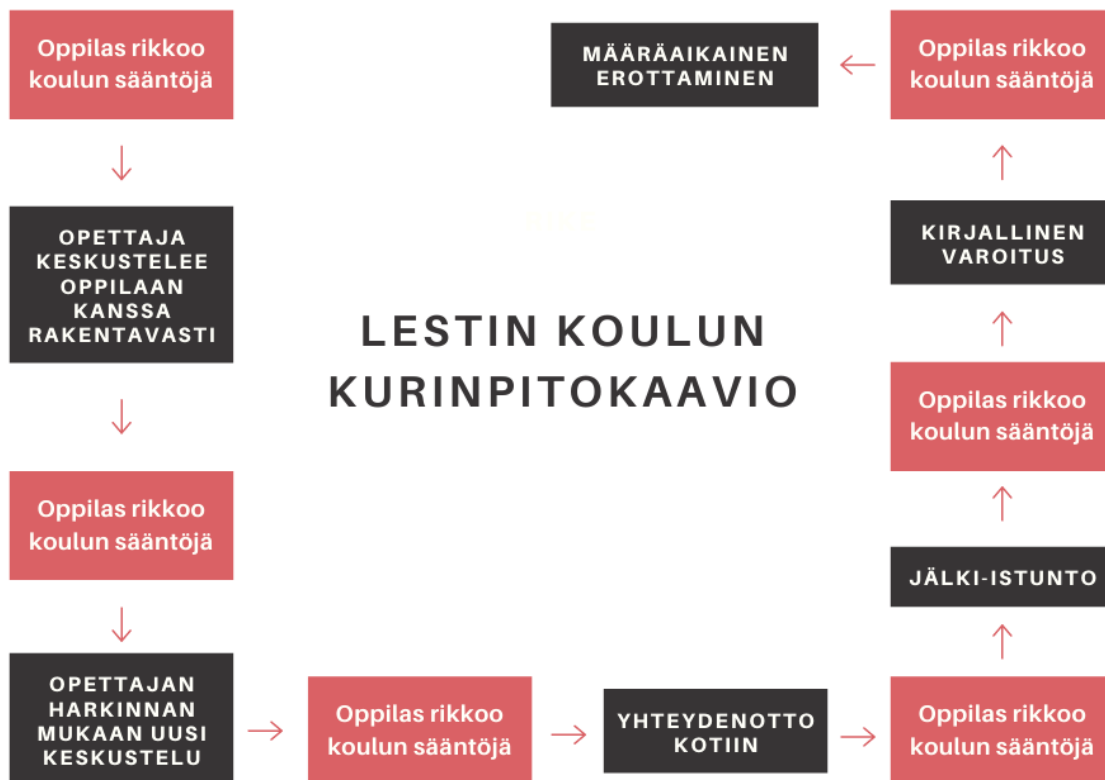 Oppilas rikkoo
koulun sääntöjä
OPETTAJA
KESKUSTELEE
OPPILAAN
KANSSA
RAKENTAVASTI
Oppilas rikkoo
koulun sääntöjä
OPETTAJAN
HARKINNAN
MUKAAN UUSI
KESKUSTELU
Oppilas rikkoo
koulun sääntöjä
YHTEYDENOTTO
KOTIIN
Oppilas rikkoo
koulun sääntöjä
JÄLKI-ISTUNTO
Oppilas rikkoo
koulun sääntöjä
KIRJALLINEN
VAROITUS
Oppilas rikkoo
koulun sääntöjä
MÄÄRÄAIKAINEN
EROTTAMINEN
LESTIN KOULUN
KURINPITOKAAVIO